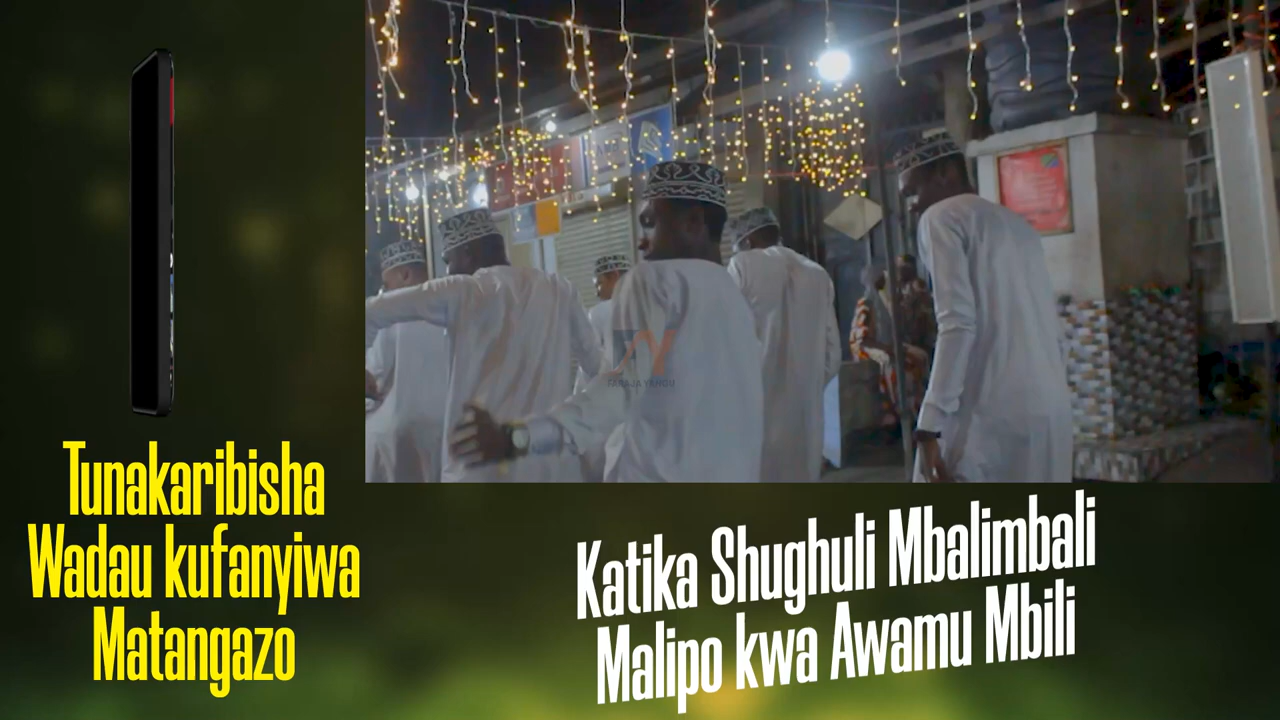 Tunakaribisha
Wadau kufanyiwa
Matangazo
Katika Shughuli Mbalimbali
Malipo kwa Awamu Mbili